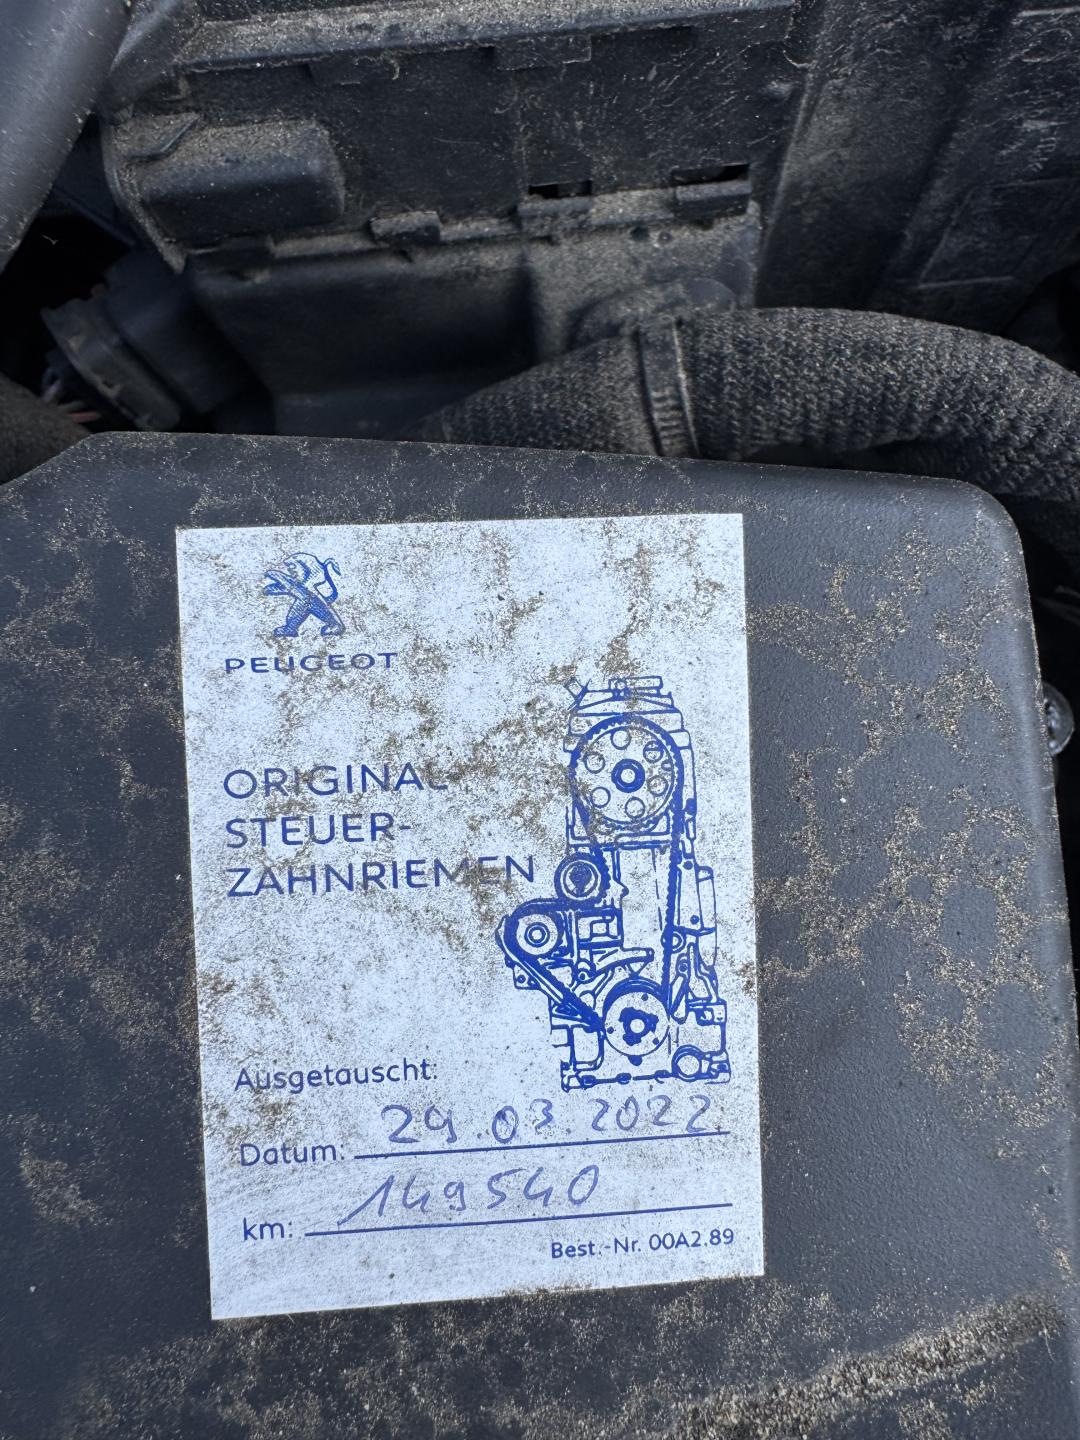 PEUGEOT
ORIGINAL
STEUER-
ZAHNRIEMEN
Ausgetauscht:
Datum: 29.03.2022
km: 149540
Best.-Nr. 00A2.89